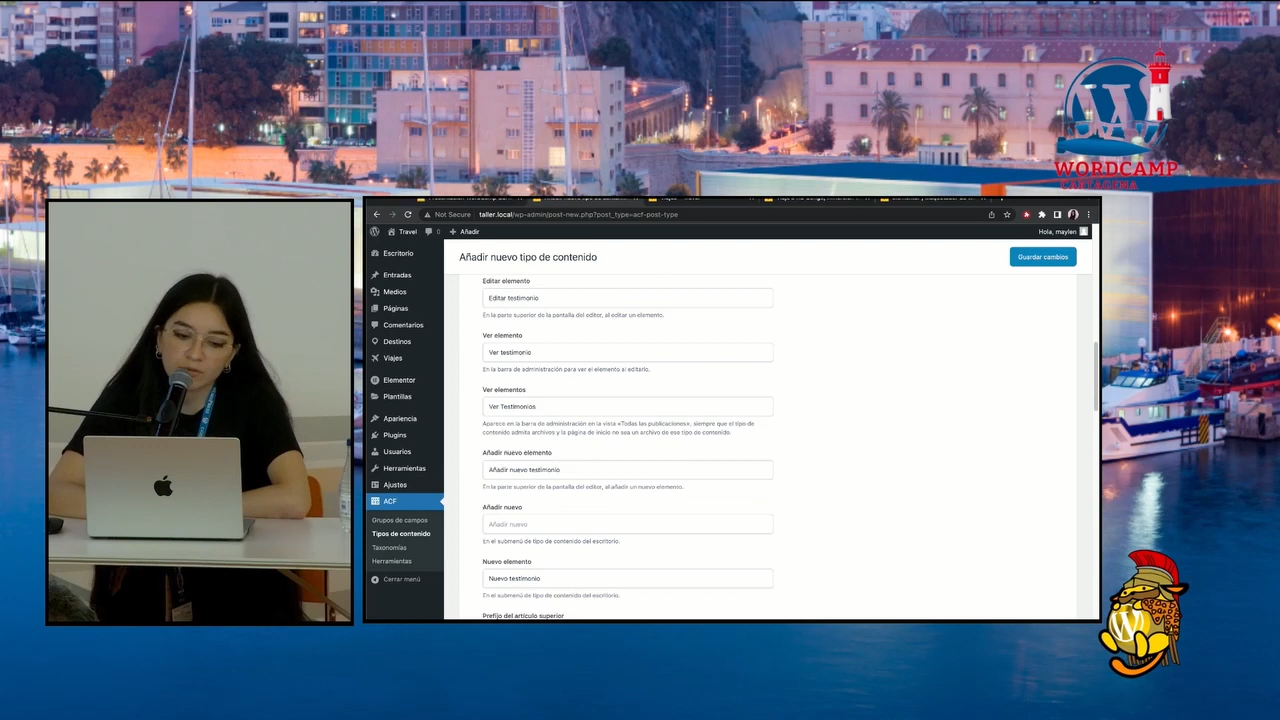 WORDCAMP
CARTAGENA
Not Secure
taller.local/wp-admin/post-new.php?post_type=acf-post-type
Travel
0
Añadir
Hola, maylen
Escritorio
Entradas
Medios
Páginas
Comentarios
Destinos
Viajes
Elementor
Plantillas
Apariencia
Plugins
Usuarios
Herramientas
Ajustes
ACF
Grupos de campos
Tipos de contenido
Taxonomías
Herramientas
Cerrar menú
Añadir nuevo tipo de contenido
Guardar cambios
Editar elemento
Editar testimonio
En la parte superior de la pantalla del editor, al editar un elemento.
Ver elemento
Ver testimonio
En la barra de administración para ver el elemento al editarlo.
Ver elementos
Ver Testimonios
Aparece en la barra de administración en la vista «Todas las publicaciones», siempre que el tipo de
contenido admita archivos y la página de inicio no sea un archivo de ese tipo de contenido.
Añadir nuevo elemento
Añadir nuevo testimonio
En la parte superior de la pantalla del editor, al añadir un nuevo elemento.
Añadir nuevo
Añadir nuevo
En el submenú de tipo de contenido del escritorio.
Nuevo elemento
Nuevo testimonio
En el submenú de tipo de contenido del escritorio.
Prefijo del artículo superior